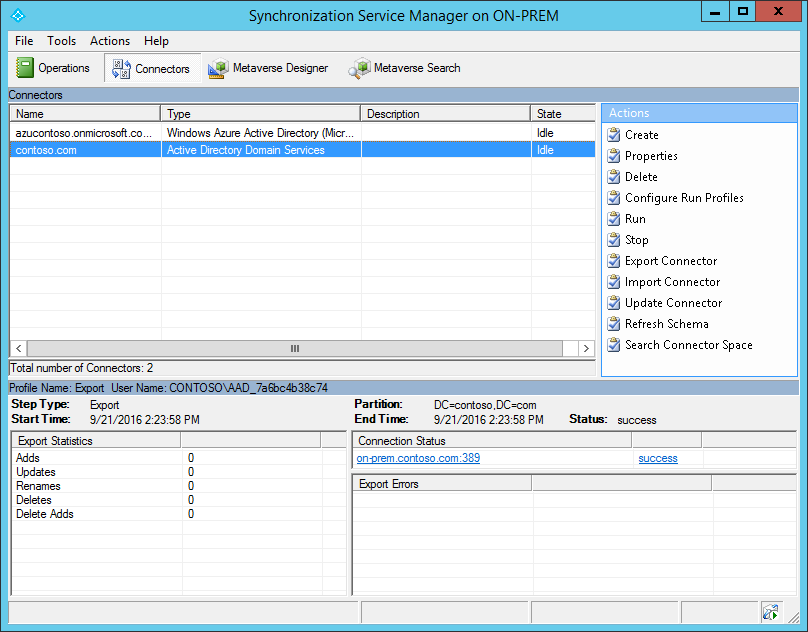 Synchronization Service Manager on ON-PREM
File Tools Actions Help
Operations Connectors Metaverse Designer Metaverse Search
Connectors
Name Type Description State
azucontoso.onmicrosoft.co... Windows Azure Active Directory (Micr... Idle
contoso.com Active Directory Domain Services Idle
Total number of Connectors: 2
Actions
Create
Properties
Delete
Configure Run Profiles
Run
Stop
Export Connector
Import Connector
Update Connector
Refresh Schema
Search Connector Space
Profile Name: Export User Name: CONTOSO\AAD_7a6bc4b38c74
Step Type: Export Partition: DC=contoso,DC=com
Start Time: 9/21/2016 2:23:58 PM End Time: 9/21/2016 2:23:58 PM Status: success
Export Statistics
Adds 0
Updates 0
Renames 0
Deletes 0
Delete Adds 0
Connection Status
on-prem.contoso.com:389 success
Export Errors